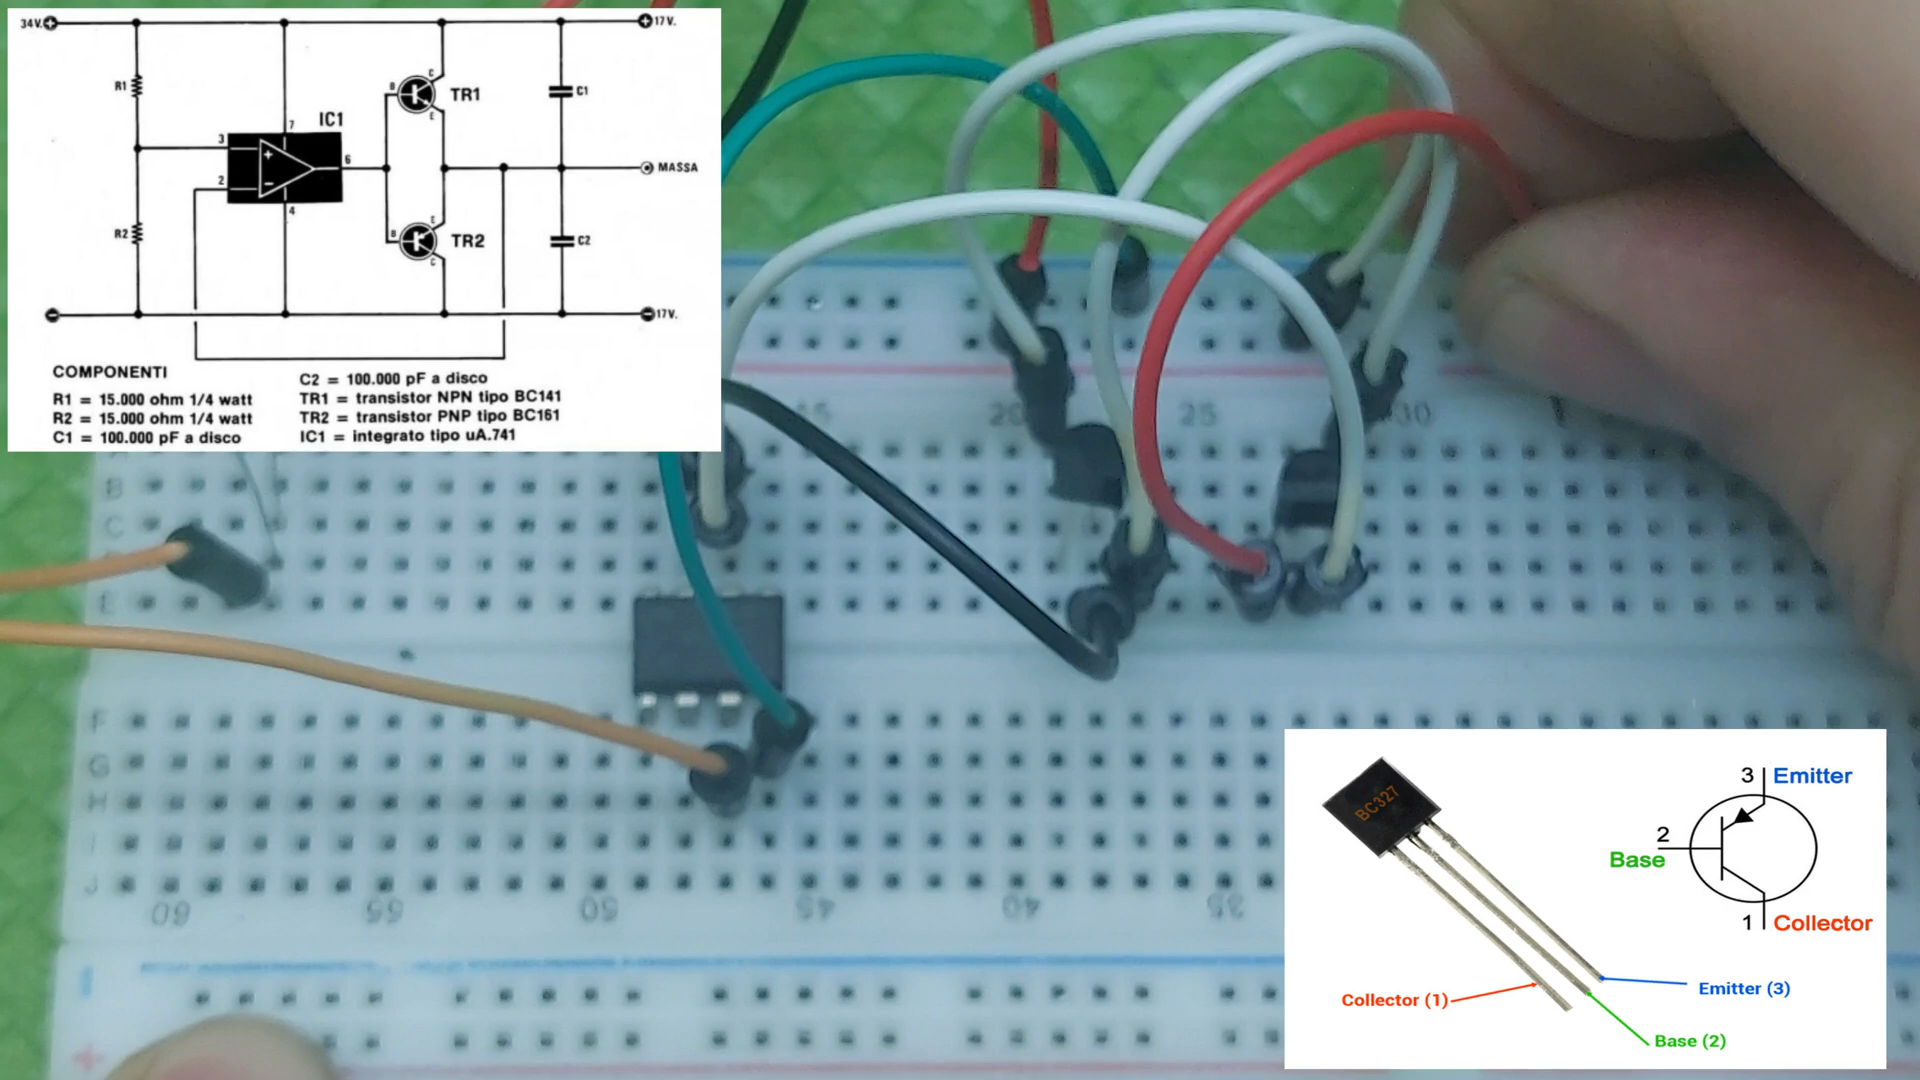 34V.
17V.
R1
C
B
TR1
C1
E
IC1
7
3
6
MASSA
2
4
R2
E
B
TR2
C2
C
17V.
COMPONENTI
R1 = 15.000 ohm 1/4 watt
R2 = 15.000 ohm 1/4 watt
C1 = 100.000 pF a disco
C2 = 100.000 pF a disco
TR1 = transistor NPN tipo BC141
TR2 = transistor PNP tipo BC161
IC1 = integrato tipo uA.741
20
25
30
B
C
E
F
G
H
I
J
60
55
50
45
40
35
BC327
3 Emitter
2
Base
1 Collector
Collector (1)
Emitter (3)
Base (2)